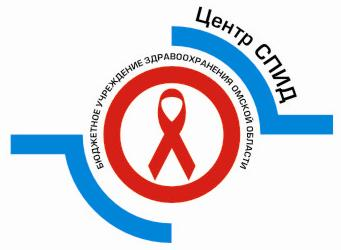 Центр СПИД
БЮДЖЕТНОЕ УЧРЕЖДЕНИЕ ЗДРАВООХРАНЕНИЯ ОМСКОЙ ОБЛАСТИ